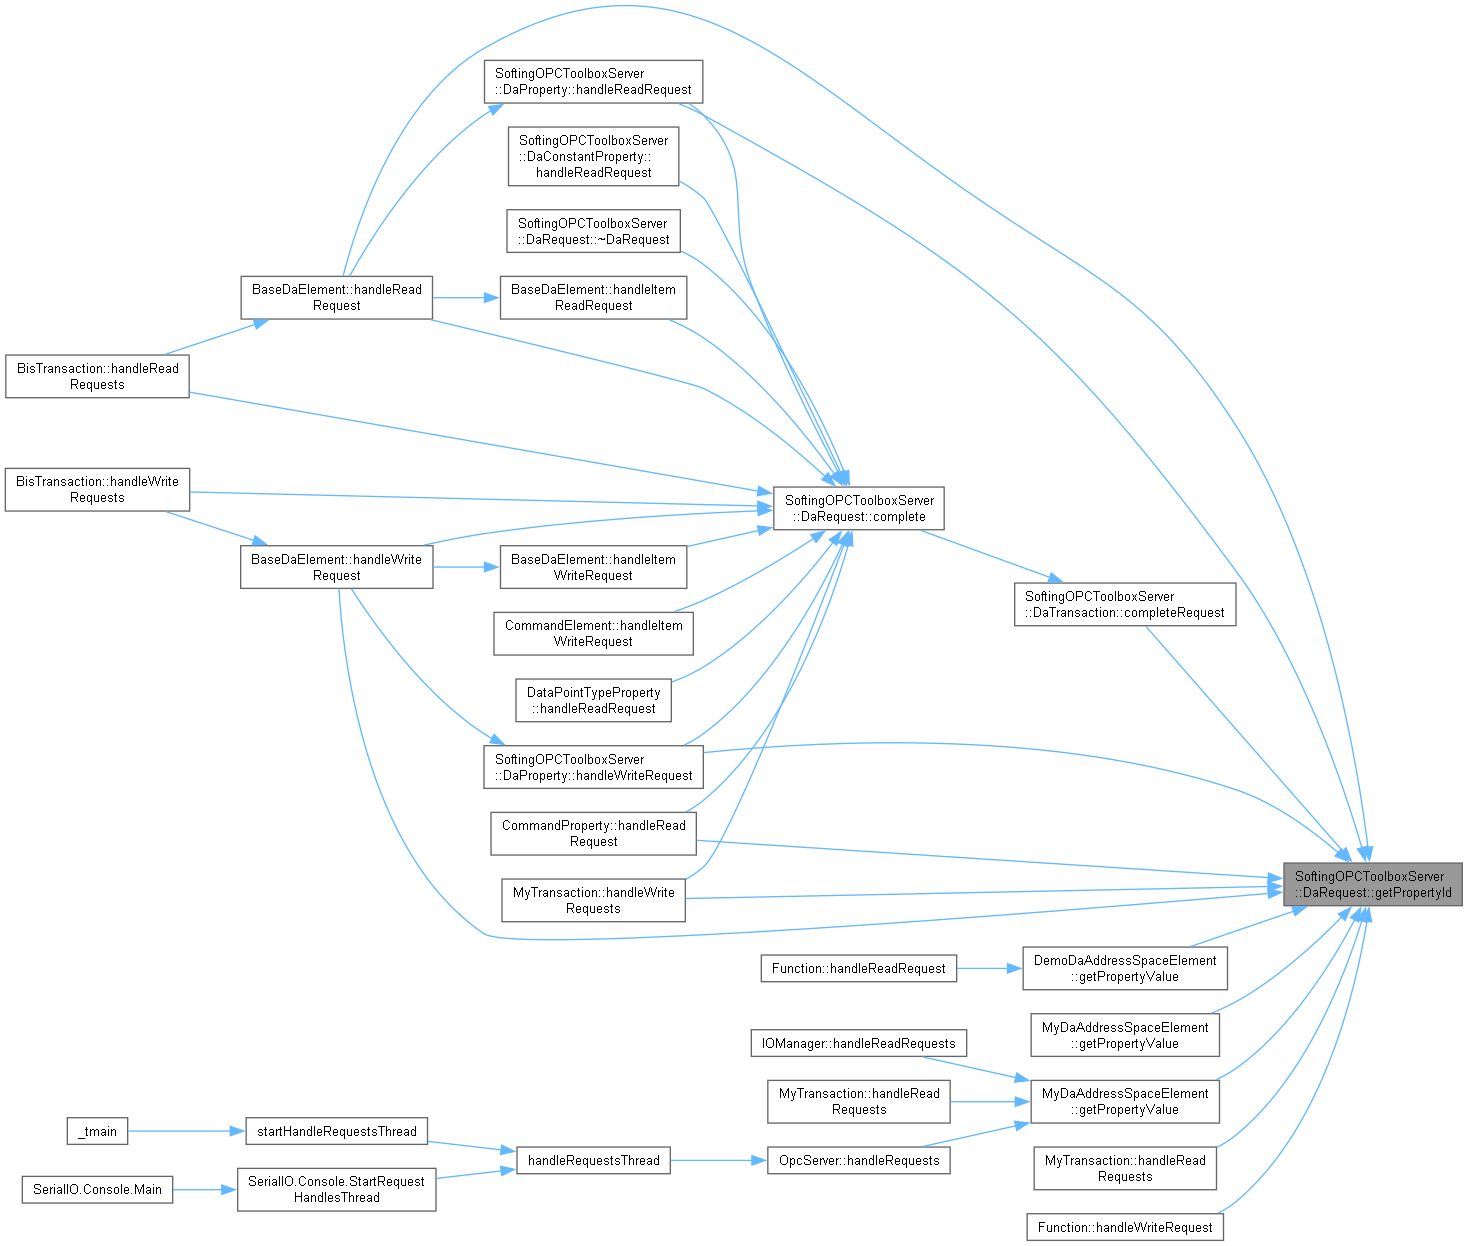 SoftingOPCToolboxServer
::DaProperty::handleReadRequest
SoftingOPCToolboxServer
::DaConstantProperty::
handleReadRequest
SoftingOPCToolboxServer
::DaRequest::~DaRequest
BaseDaElement::handleRead
Request
BaseDaElement::handleItem
ReadRequest
BisTransaction::handleRead
Requests
BisTransaction::handleWrite
Requests
SoftingOPCToolboxServer
::DaRequest::complete
BaseDaElement::handleWrite
Request
BaseDaElement::handleItem
WriteRequest
SoftingOPCToolboxServer
::DaTransaction::completeRequest
CommandElement::handleItem
WriteRequest
DataPointTypeProperty
::handleReadRequest
SoftingOPCToolboxServer
::DaProperty::handleWriteRequest
CommandProperty::handleRead
Request
SoftingOPCToolboxServer
::DaRequest::getPropertyId
MyTransaction::handleWrite
Requests
Function::handleReadRequest
DemoDaAddressSpaceElement
::getPropertyValue
MyDaAddressSpaceElement
::getPropertyValue
IOManager::handleReadRequests
MyTransaction::handleRead
Requests
MyDaAddressSpaceElement
::getPropertyValue
_tmain
startHandleRequestsThread
handleRequestsThread
OpcServer::handleRequests
MyTransaction::handleRead
Requests
SerialIO.Console.Main
SerialIO.Console.StartRequest
HandlesThread
Function::handleWriteRequest